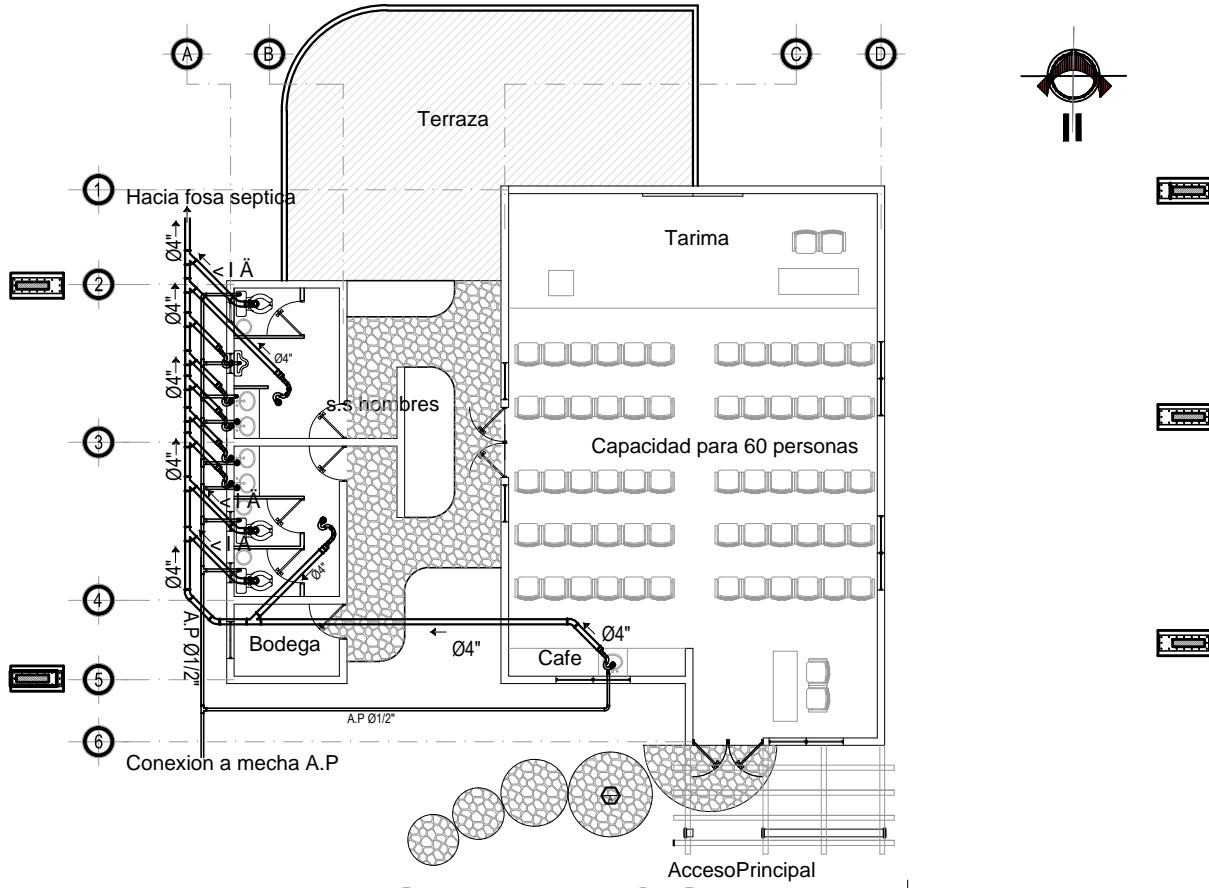 A
B
C
D
Terraza
1
Hacia fosa septica
Tarima
Ø4"
< I Ä
2
Ø4"
Ø4"
Ø4"
s.s hombres
3
Capacidad para 60 personas
Ø4"
< I Ä
< I Ä
Ø4"
Ø4"
4
A.P Ø1/2"
Bodega
Ø4"
Ø4"
Cafe
5
A.P Ø1/2"
6
Conexion a mecha A.P
A
AccesoPrincipal